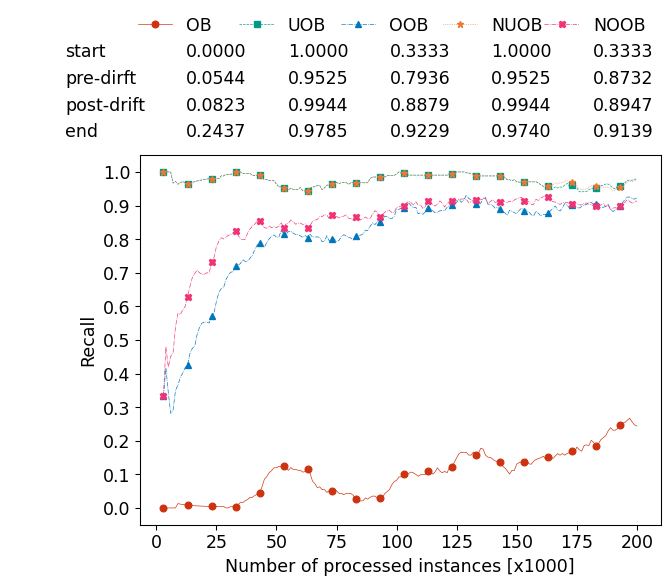 OB UOB OOB NUOB NOOB
start 0.0000 1.0000 0.3333 1.0000 0.3333
pre-dirft 0.0544 0.9525 0.7936 0.9525 0.8732
post-drift 0.0823 0.9944 0.8879 0.9944 0.8947
end 0.2437 0.9785 0.9229 0.9740 0.9139
1.0
0.9
0.8
0.7
0.6
0.5
0.4
0.3
0.2
0.1
0.0
Recall
0 25 50 75 100 125 150 175 200
Number of processed instances [x1000]